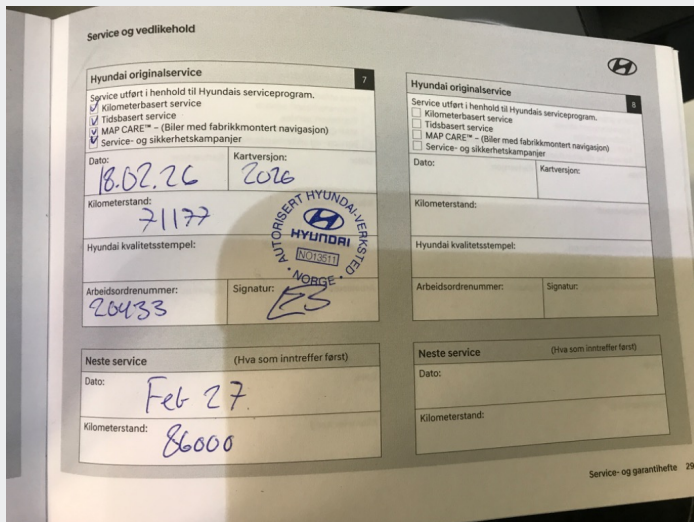 Service og vedlikehold
Hyundai originalservice
7
Service utført i henhold til Hyundais serviceprogram.
Kilometerbasert service
Tidsbasert service
MAP CARE™ – (Biler med fabrikkmontert navigasjon)
Service- og sikkerhetskampanjer
Dato:
18.02.26
Kartversjon:
2026
Kilometerstand:
71177
Hyundai kvalitetsstempel:
AUTORISERT HYUNDAI-VERKSTED
HYUNDAI
NO13511
NORGE
Arbeidsordrenummer:
20433
Signatur:
Neste service (Hva som inntreffer først)
Dato:
Feb 27
Kilometerstand:
86000
Hyundai originalservice
8
Service utført i henhold til Hyundais serviceprogram.
Kilometerbasert service
Tidsbasert service
MAP CARE™ – (Biler med fabrikkmontert navigasjon)
Service- og sikkerhetskampanjer
Dato:
Kartversjon:
Kilometerstand:
Hyundai kvalitetsstempel:
Arbeidsordrenummer:
Signatur:
Neste service (Hva som inntreffer først)
Dato:
Kilometerstand:
Service- og garantihefte 29